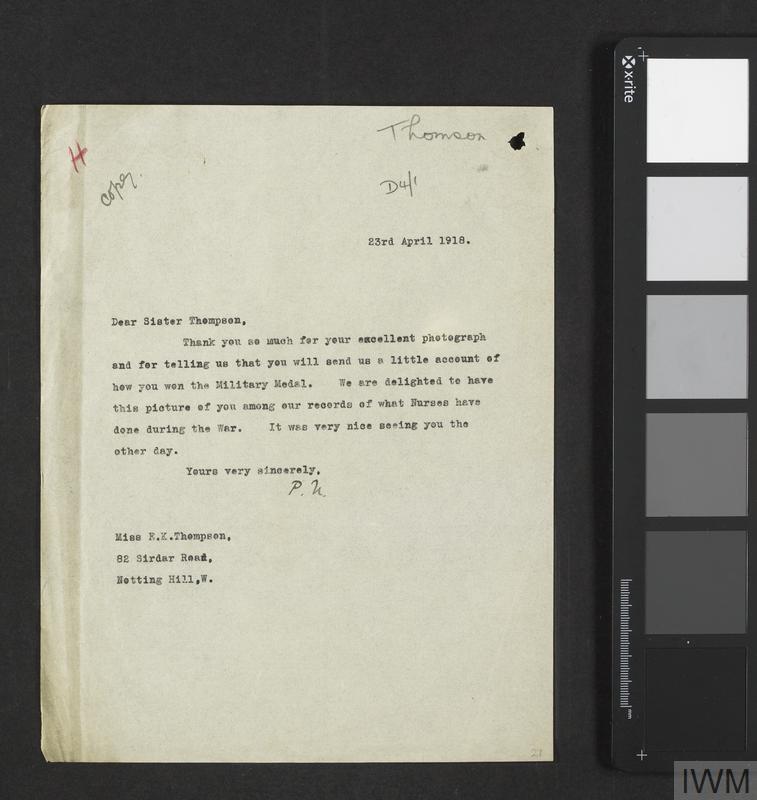 Thomson
H
copy.
D4/1
23rd April 1918.
Dear Sister Thompson,
Thank you so much for your excellent photograph
and for telling us that you will send us a little account of
how you won the Military Medal. We are delighted to have
this picture of you among our records of what Nurses have
done during the War. It was very nice seeing you the
other day.
Yours very sincerely,
P. N.
Miss E.K.Thompson,
82 Sirdar Road,
Notting Hill,W.
21
x-rite
mm
IWM